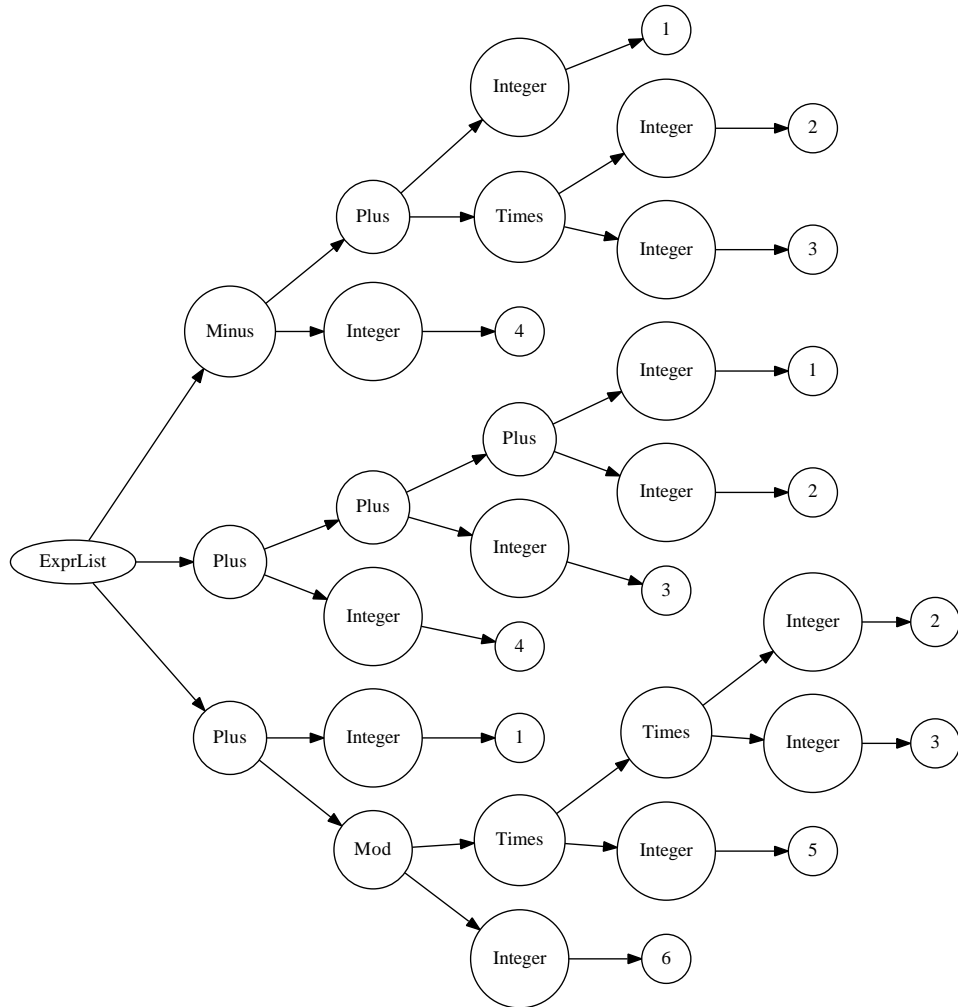 1
Integer
Integer
2
Plus
Times
Integer
3
Minus
Integer
4
Integer
1
Plus
Integer
2
Plus
Integer
3
ExprList
Plus
Integer
4
Integer
2
Times
Integer
3
Plus
Integer
1
Mod
Times
Integer
5
Integer
6